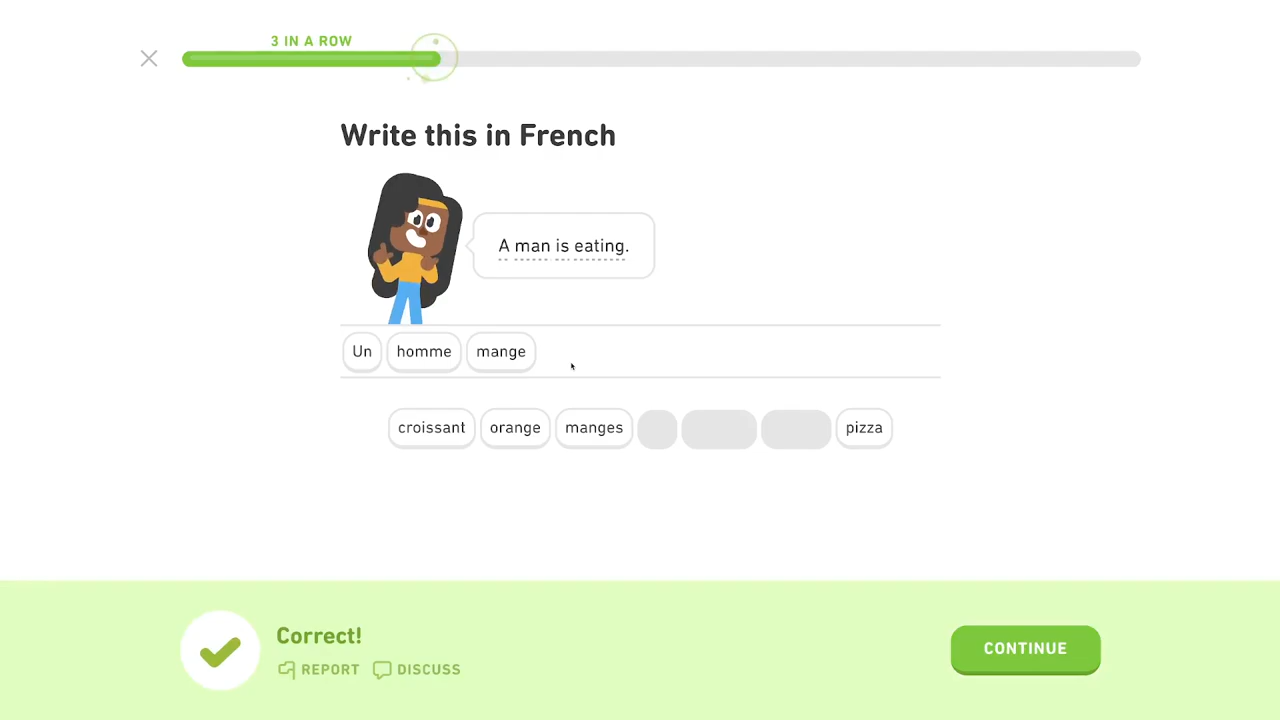 3 IN A ROW
Write this in French
A man is eating.
Un homme mange
croissant orange manges pizza
Correct!
REPORT DISCUSS
CONTINUE